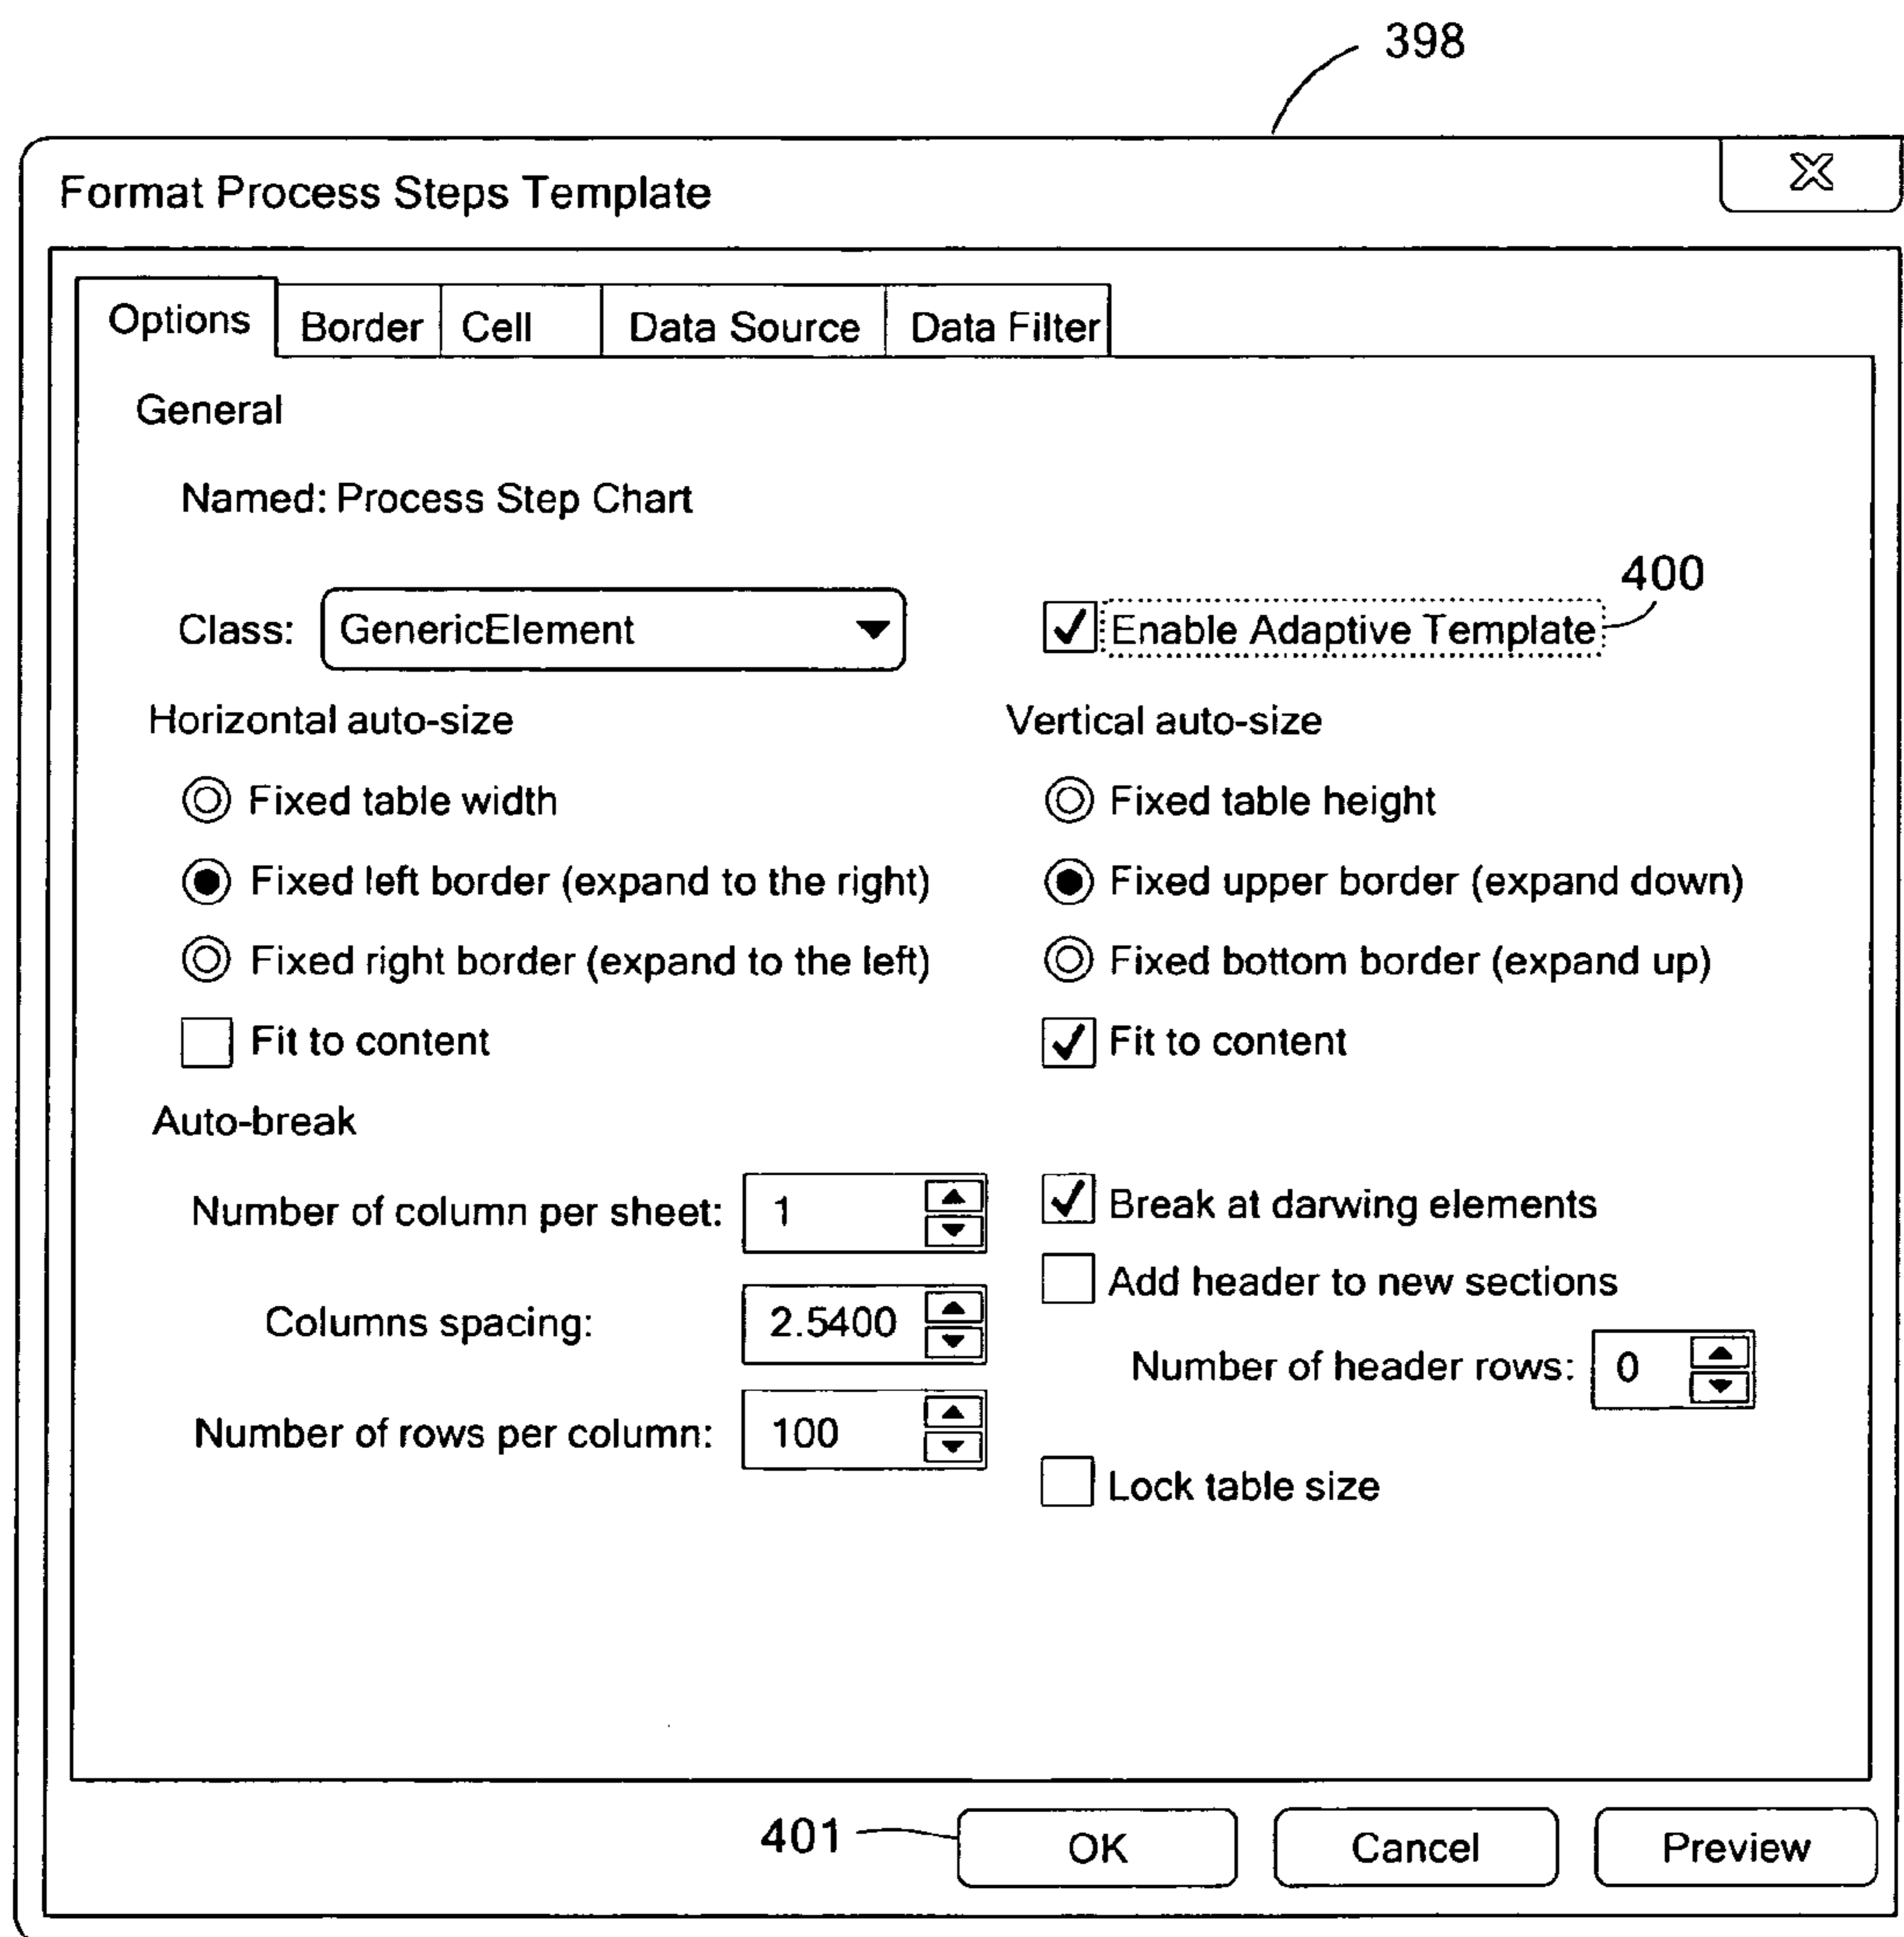 398
Format Process Steps Template
Options Border Cell Data Source Data Filter
General
Named: Process Step Chart
400
Class: GenericElement
Enable Adaptive Template
Horizontal auto-size
Fixed table width
Fixed left border (expand to the right)
Fixed right border (expand to the left)
Fit to content
Vertical auto-size
Fixed table height
Fixed upper border (expand down)
Fixed bottom border (expand up)
Fit to content
Auto-break
Number of column per sheet: 1
Columns spacing: 2.5400
Number of rows per column: 100
Break at darwing elements
Add header to new sections
Number of header rows: 0
Lock table size
401
OK Cancel Preview